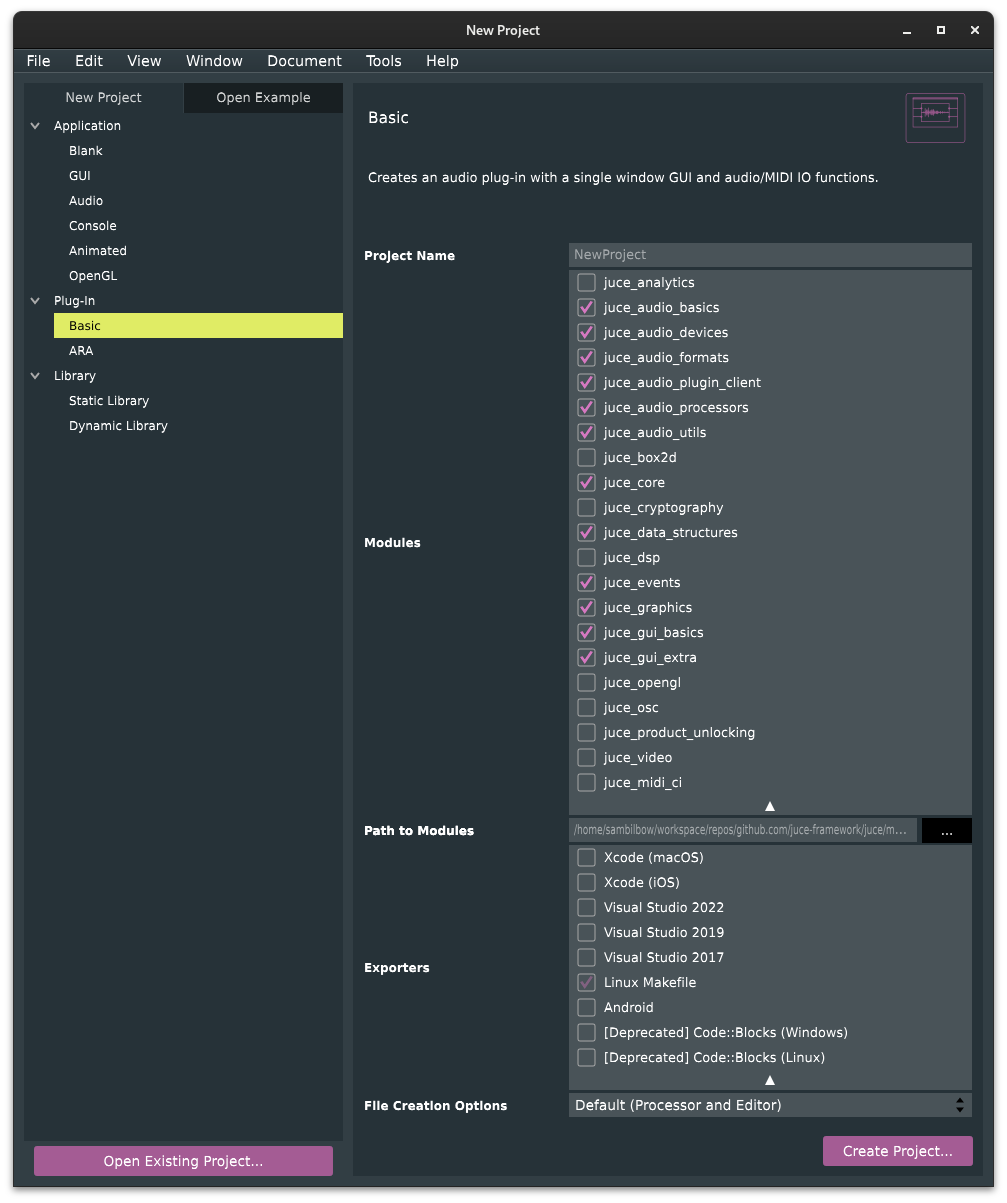 New Project
File Edit View Window Document Tools Help
New Project Open Example
Application
Blank
GUI
Audio
Console
Animated
OpenGL
Plug-In
Basic
ARA
Library
Static Library
Dynamic Library
Open Existing Project...
Basic
Creates an audio plug-in with a single window GUI and audio/MIDI IO functions.
Project Name NewProject
Modules
juce_analytics
juce_audio_basics
juce_audio_devices
juce_audio_formats
juce_audio_plugin_client
juce_audio_processors
juce_audio_utils
juce_box2d
juce_core
juce_cryptography
juce_data_structures
juce_dsp
juce_events
juce_graphics
juce_gui_basics
juce_gui_extra
juce_opengl
juce_osc
juce_product_unlocking
juce_video
juce_midi_ci
Path to Modules /home/sambilbow/workspace/repos/github.com/juce-framework/juce/m... ...
Exporters
Xcode (macOS)
Xcode (iOS)
Visual Studio 2022
Visual Studio 2019
Visual Studio 2017
Linux Makefile
Android
[Deprecated] Code::Blocks (Windows)
[Deprecated] Code::Blocks (Linux)
File Creation Options Default (Processor and Editor)
Create Project...